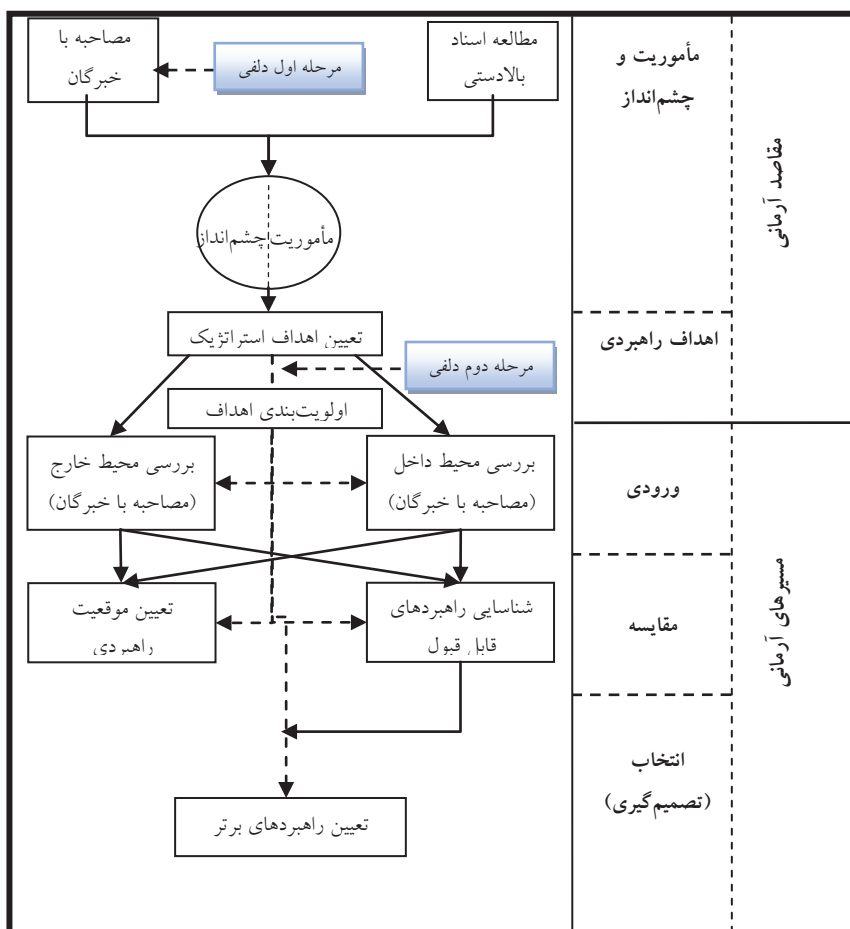 مطالعه اسناد
بالادستی
مرحله اول دلفی
مصاحبه با
خبرگان
مأموریت
چشم‌انداز
تعیین اهداف استراتژیک
مرحله دوم دلفی
اولویت‌بندی اهداف
بررسی محیط داخل
(مصاحبه با خبرگان)
بررسی محیط خارج
(مصاحبه با خبرگان)
شناسایی راهبردهای
قابل قبول
تعیین موقعیت
راهبردی
تعیین راهبردهای برتر
مأموریت و
چشم‌انداز
اهداف راهبردی
ورودی
مقایسه
انتخاب
(تصمیم‌گیری)
مقاصد آرمانی
مسیرهای آرمانی